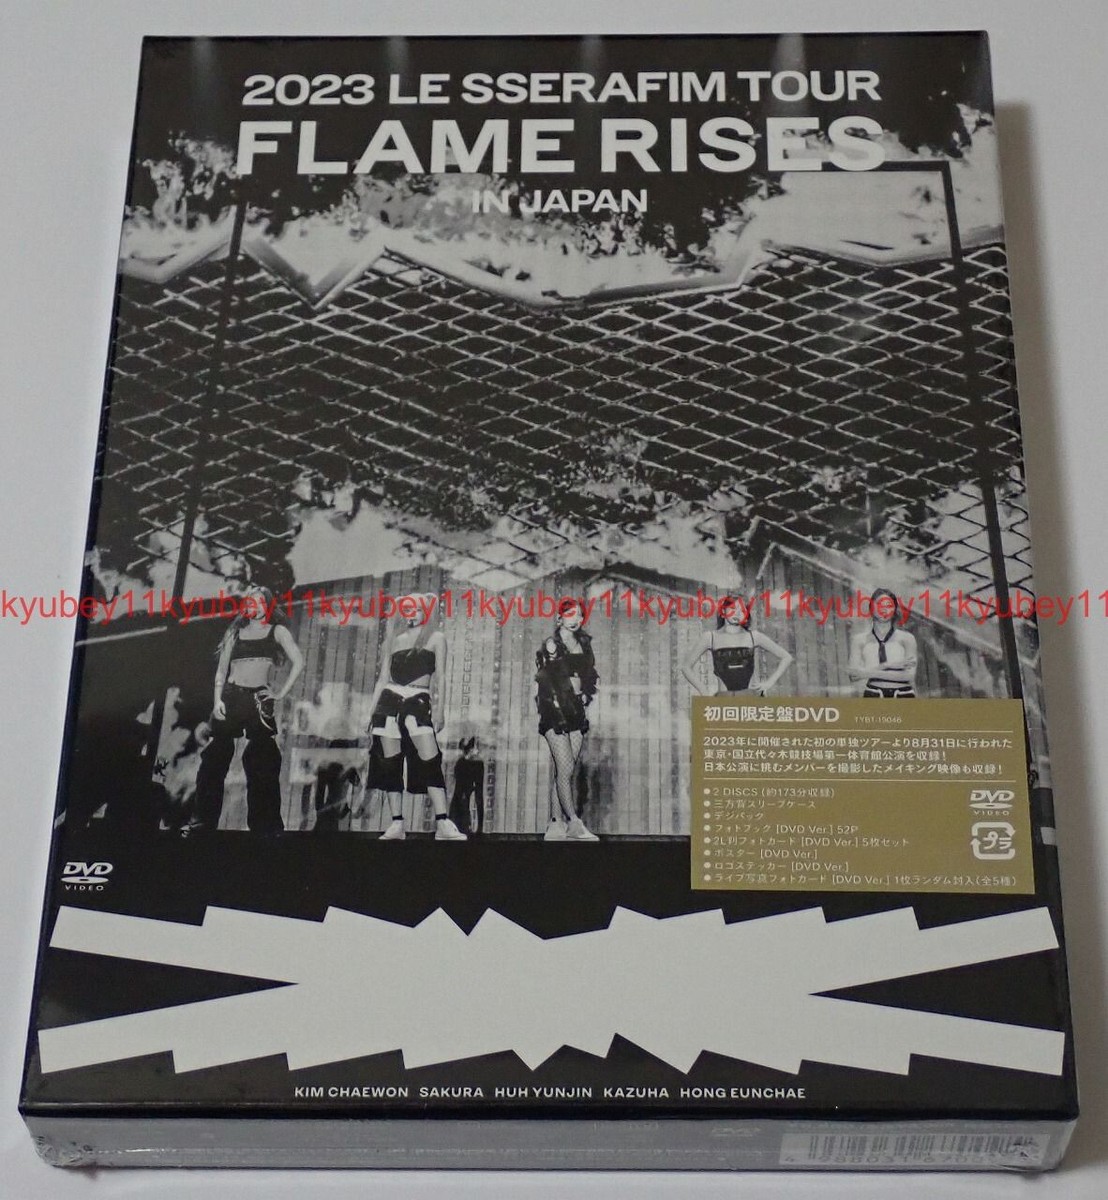 2023 LE SSERAFIM TOUR
FLAME RISES
IN JAPAN
kyubey11kyubey11kyubey11kyubey11kyubey11kyubey11kyubey11
初回限定盤DVD TYBT-19046
2023年に開催された初の単独ツアーより8月31日に行われた
東京・国立代々木競技場第一体育館公演を収録!
日本公演に挑むメンバーを撮影したメイキング映像も収録!
●2 DISCS (約173分収録)
●三方背スリーブケース
●デジパック
●フォトブック [DVD Ver.] 52P
●2L判フォトカード [DVD Ver.] 5枚セット
●ポスター [DVD Ver.]
●ロゴステッカー [DVD Ver.]
●ライブ写真フォトカード [DVD Ver.] 1枚ランダム封入(全5種)
DVD
VIDEO
プラ
DVD
VIDEO
KIM CHAEWON SAKURA HUH YUNJIN KAZUHA HONG EUNCHAE